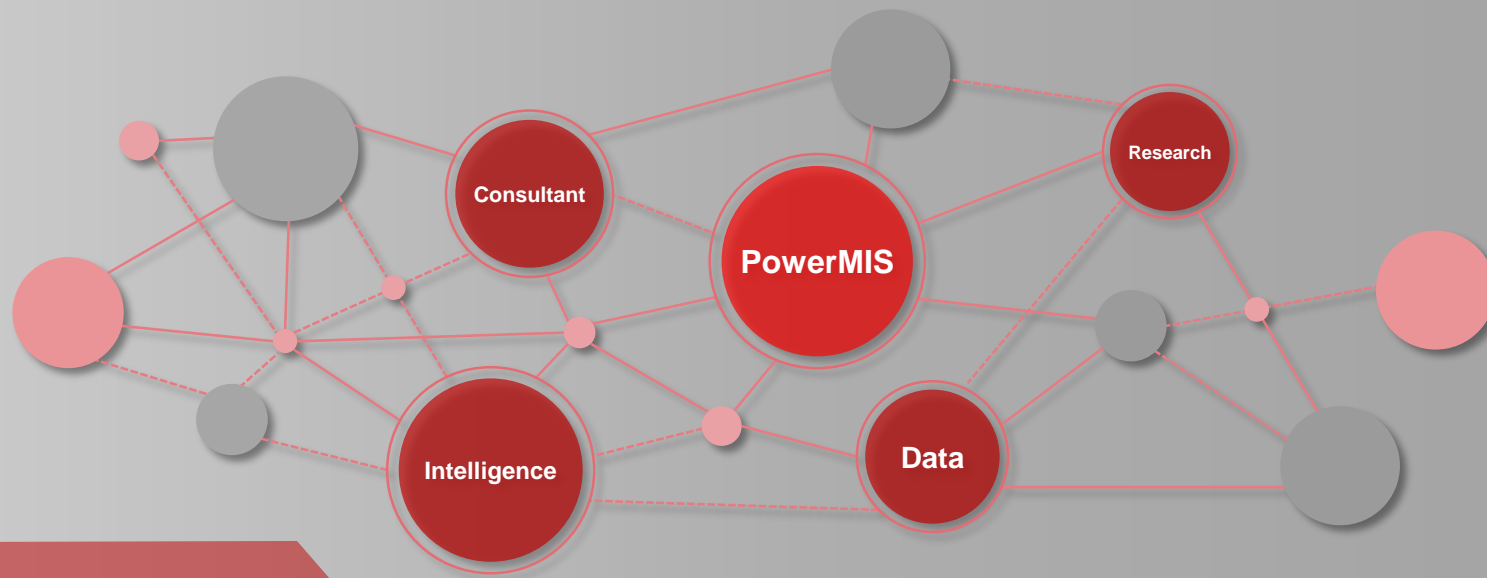 Research
Consultant
PowerMIS
Intelligence
Data